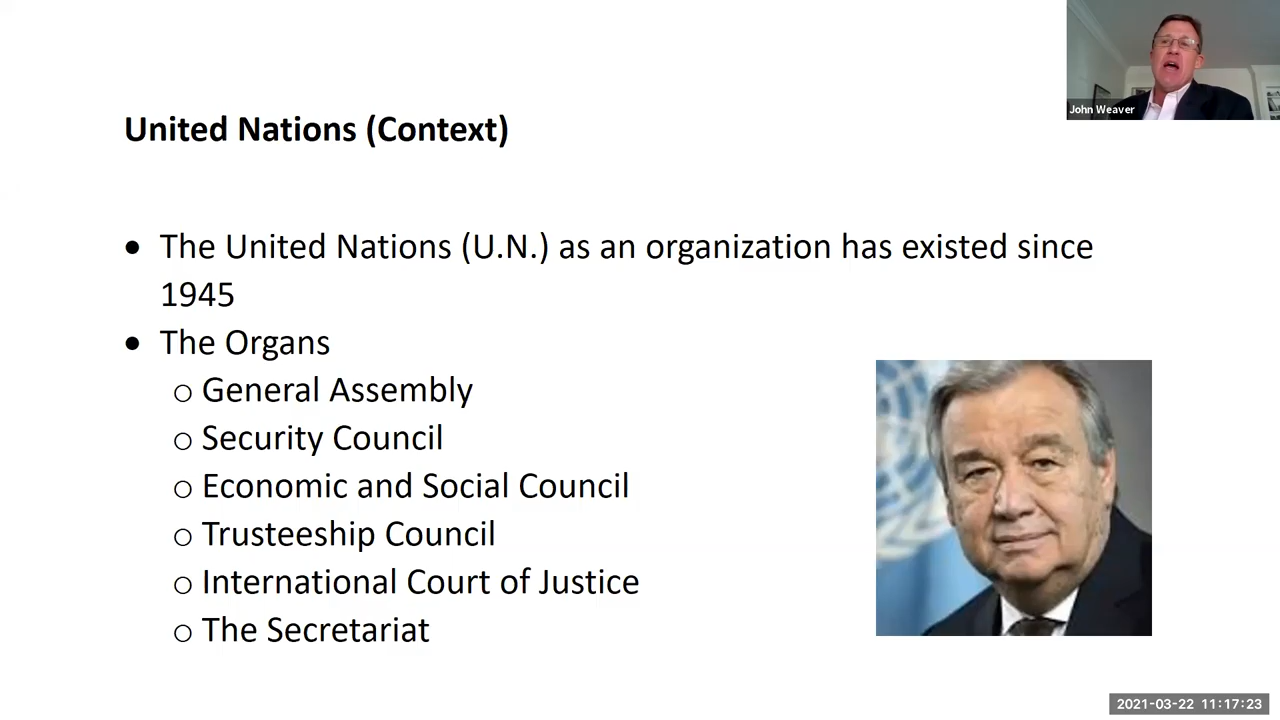 John Weaver
United Nations (Context)
• The United Nations (U.N.) as an organization has existed since
1945
• The Organs
o General Assembly
o Security Council
o Economic and Social Council
o Trusteeship Council
o International Court of Justice
o The Secretariat
2021-03-22 11:17:23